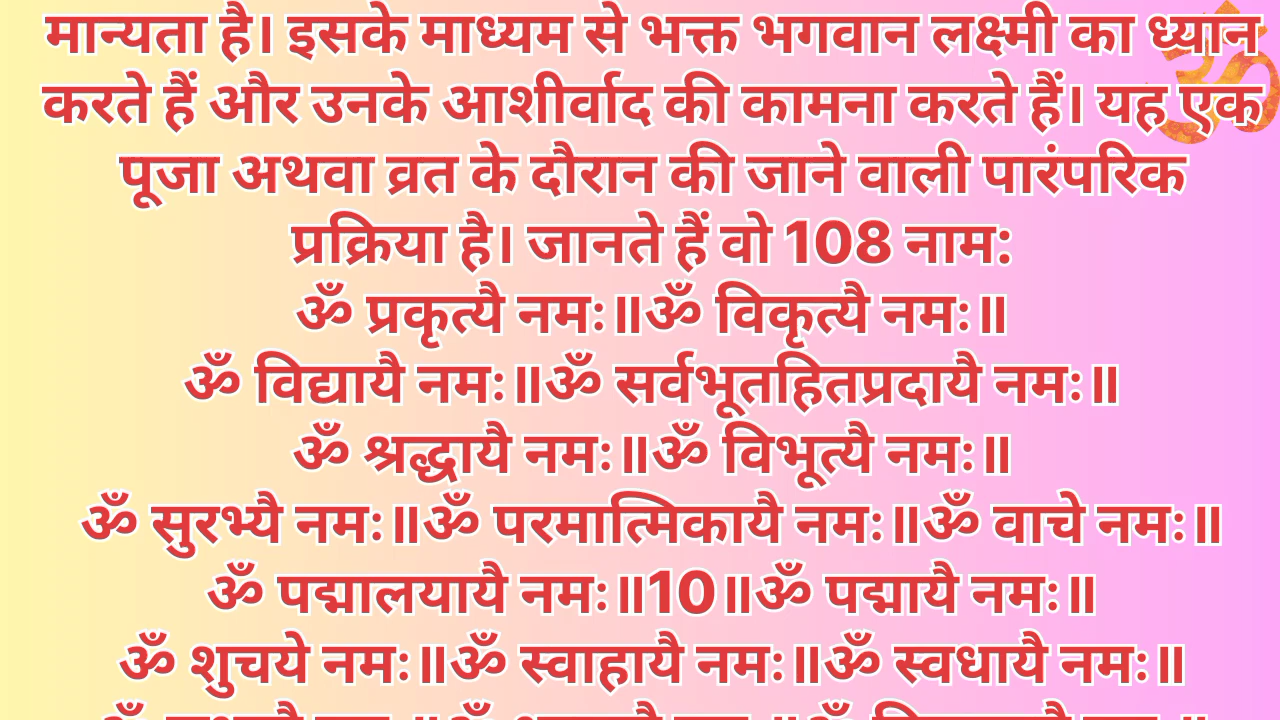 मान्यता है। इसके माध्यम से भक्त भगवान लक्ष्मी का ध्यान
करते हैं और उनके आशीर्वाद की कामना करते हैं। यह एक
पूजा अथवा व्रत के दौरान की जाने वाली पारंपरिक
प्रक्रिया है। जानते हैं वो 108 नाम:
ॐ प्रकृत्यै नमः॥ॐ विकृत्यै नमः॥
ॐ विद्यायै नमः॥ॐ सर्वभूतहितप्रदायै नमः॥
ॐ श्रद्धायै नमः॥ॐ विभूत्यै नमः॥
ॐ सुरभ्यै नमः॥ॐ परमात्मिकायै नमः॥ॐ वाचे नमः॥
ॐ पद्मालयायै नमः॥10॥ॐ पद्मायै नमः॥
ॐ शुचये नमः॥ॐ स्वाहायै नमः॥ॐ स्वधायै नमः॥